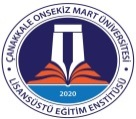 ÇANAKKALE ONSEKİZ MART ÜNİVERSİTESİ
2020
LİSANSÜSTÜ EĞİTİM ENSTİTÜSÜ